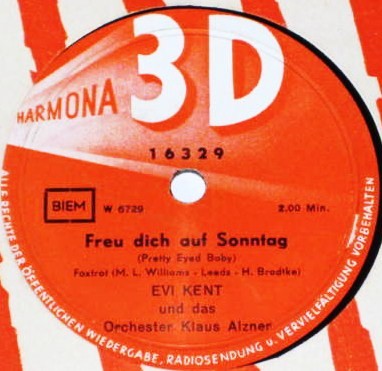 HARMONA 3D
16329
BIEM W 6729 2.00 Min.
Freu dich auf Sonntag
(Pretty Eyed Baby)
Foxtrot (M. L. Williams - Leeds - H. Bradtke)
EVI KENT
und das
Orchester Klaus Alzner
ALLE RECHTE DER ÖFFENTLICHEN WIEDERGABE, RADIOSENDUNG u. VERVIELFÄLTIGUNG VORBEHALTEN